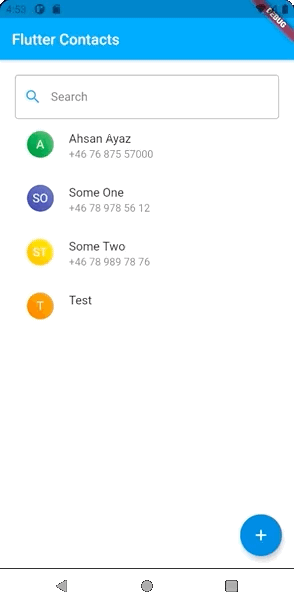 4:53
DEBUG
Flutter Contacts
Search
A
Ahsan Ayaz
+46 76 875 57000
SO
Some One
+46 78 978 56 12
ST
Some Two
+46 78 989 78 76
T
Test
+